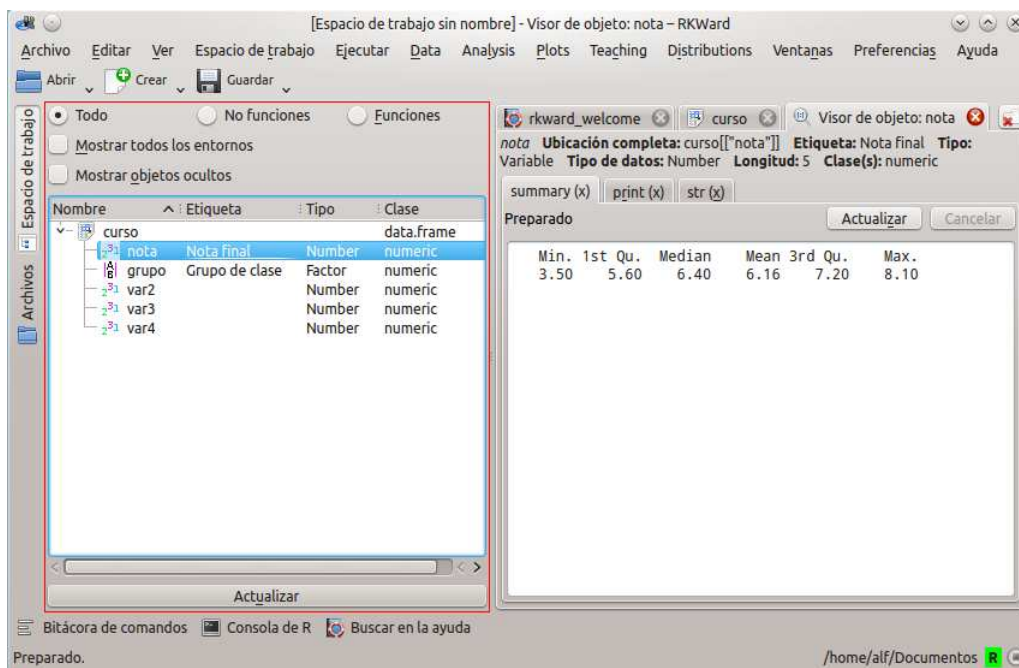 [Espacio de trabajo sin nombre] - Visor de objeto: nota – RKWard
Archivo Editar Ver Espacio de trabajo Ejecutar Data Analysis Plots Teaching Distributions Ventanas Preferencias Ayuda
Abrir Crear Guardar
Espacio de trabajo
Archivos
Todo No funciones Funciones
Mostrar todos los entornos
Mostrar objetos ocultos
Nombre Etiqueta Tipo Clase
curso data.frame
nota Nota final Number numeric
grupo Grupo de clase Factor numeric
var2 Number numeric
var3 Number numeric
var4 Number numeric
Actualizar
rkward_welcome curso Visor de objeto: nota
nota Ubicación completa: curso[["nota"]] Etiqueta: Nota final Tipo:
Variable Tipo de datos: Number Longitud: 5 Clase(s): numeric
summary (x) print (x) str (x)
Preparado Actualizar Cancelar
Min. 1st Qu. Median Mean 3rd Qu. Max.
3.50 5.60 6.40 6.16 7.20 8.10
Bitácora de comandos Consola de R Buscar en la ayuda
Preparado. /home/alf/Documentos R